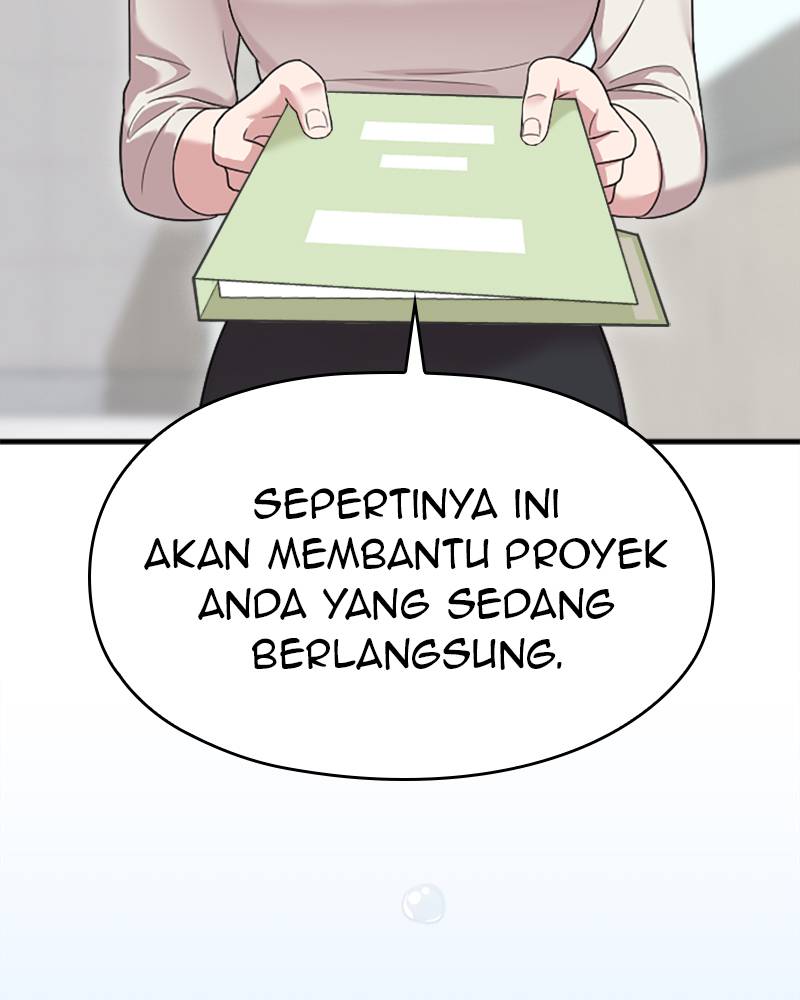 SEPERTINYA INI
AKAN MEMBANTU PROYEK
ANDA YANG SEDANG
BERLANGSUNG.